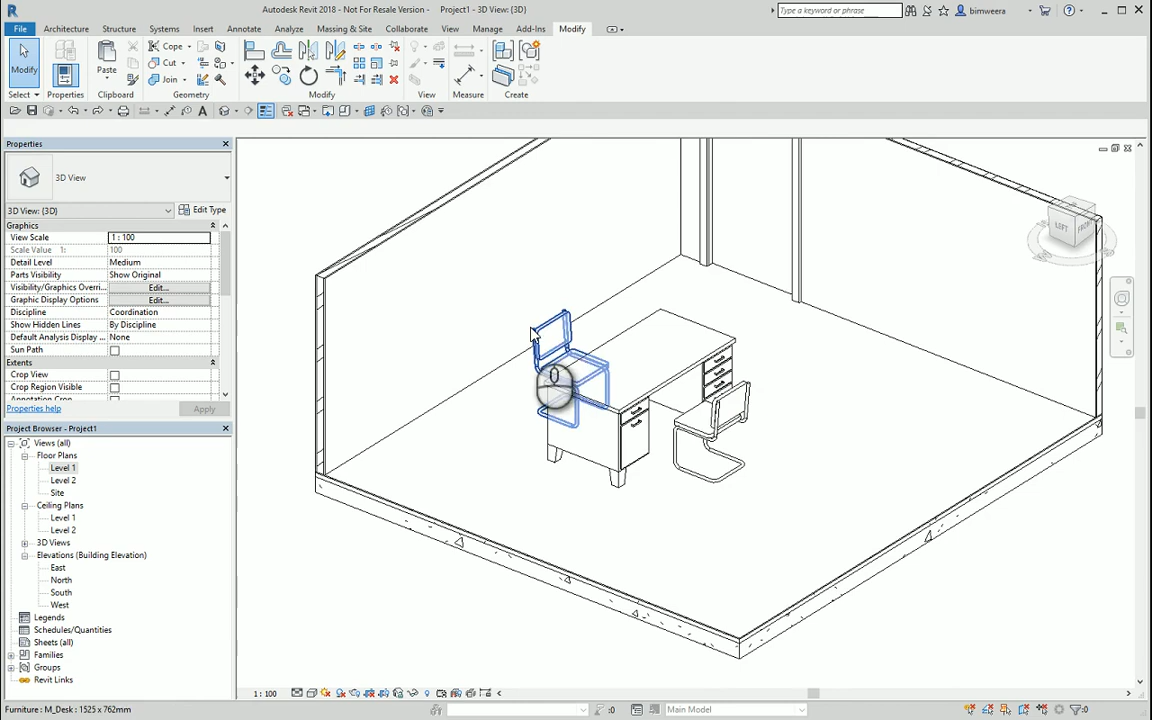 Autodesk Revit 2018 - Not For Resale Version - Project1 - 3D View: {3D}
Type a keyword or phrase
bimweera
File Architecture Structure Systems Insert Annotate Analyze Massing & Site Collaborate View Manage Add-Ins Modify
Modify
Paste
Cope
Cut
Join
Select Properties Clipboard Geometry Modify View Measure Create
Properties
3D View
3D View: {3D} Edit Type
Graphics
View Scale 1 : 100
Scale Value 1: 100
Detail Level Medium
Parts Visibility Show Original
Visibility/Graphics Overri... Edit...
Graphic Display Options Edit...
Discipline Coordination
Show Hidden Lines By Discipline
Default Analysis Display ... None
Sun Path
Extents
Crop View
Crop Region Visible
Annotation Crop
Properties help Apply
Project Browser - Project1
Views (all)
Floor Plans
Level 1
Level 2
Site
Ceiling Plans
Level 1
Level 2
3D Views
Elevations (Building Elevation)
East
North
South
West
Legends
Schedules/Quantities
Sheets (all)
Families
Groups
Revit Links
LEFT FRONT
1 : 100
Furniture : M_Desk : 1525 x 762mm
:0
Main Model
:0